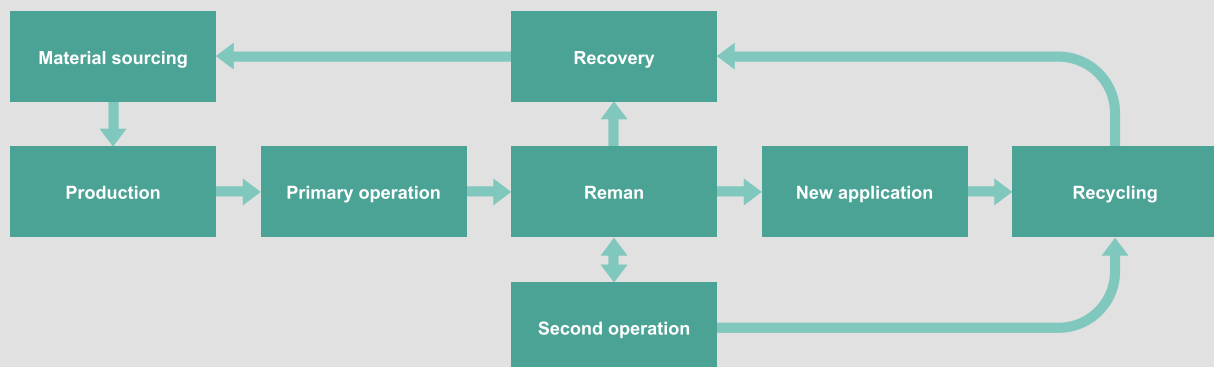 Material sourcing
Recovery
Production
Primary operation
Reman
New application
Recycling
Second operation